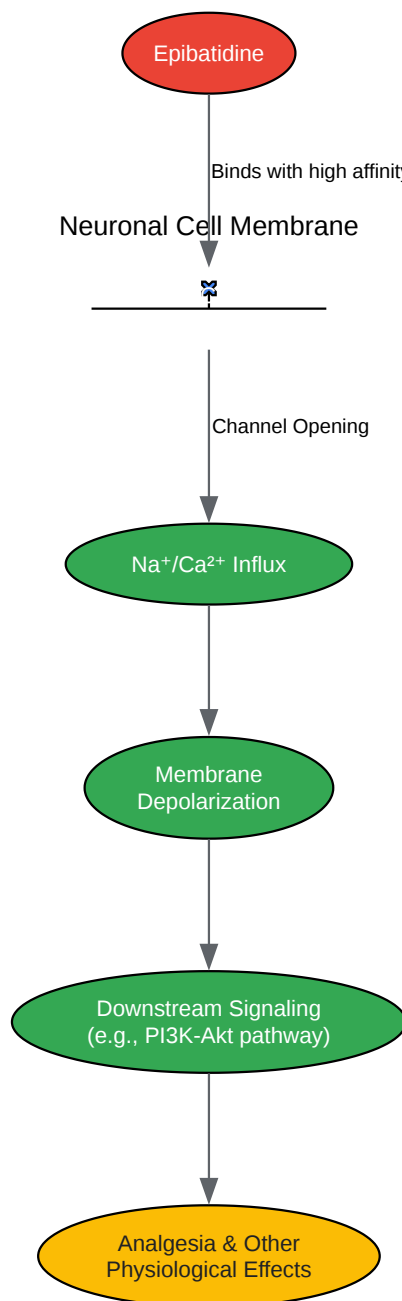 Epibatidine
Binds with high affinity
Neuronal Cell Membrane
Channel Opening
Na⁺/Ca²⁺ Influx
Membrane
Depolarization
Downstream Signaling
(e.g., PI3K-Akt pathway)
Analgesia & Other
Physiological Effects